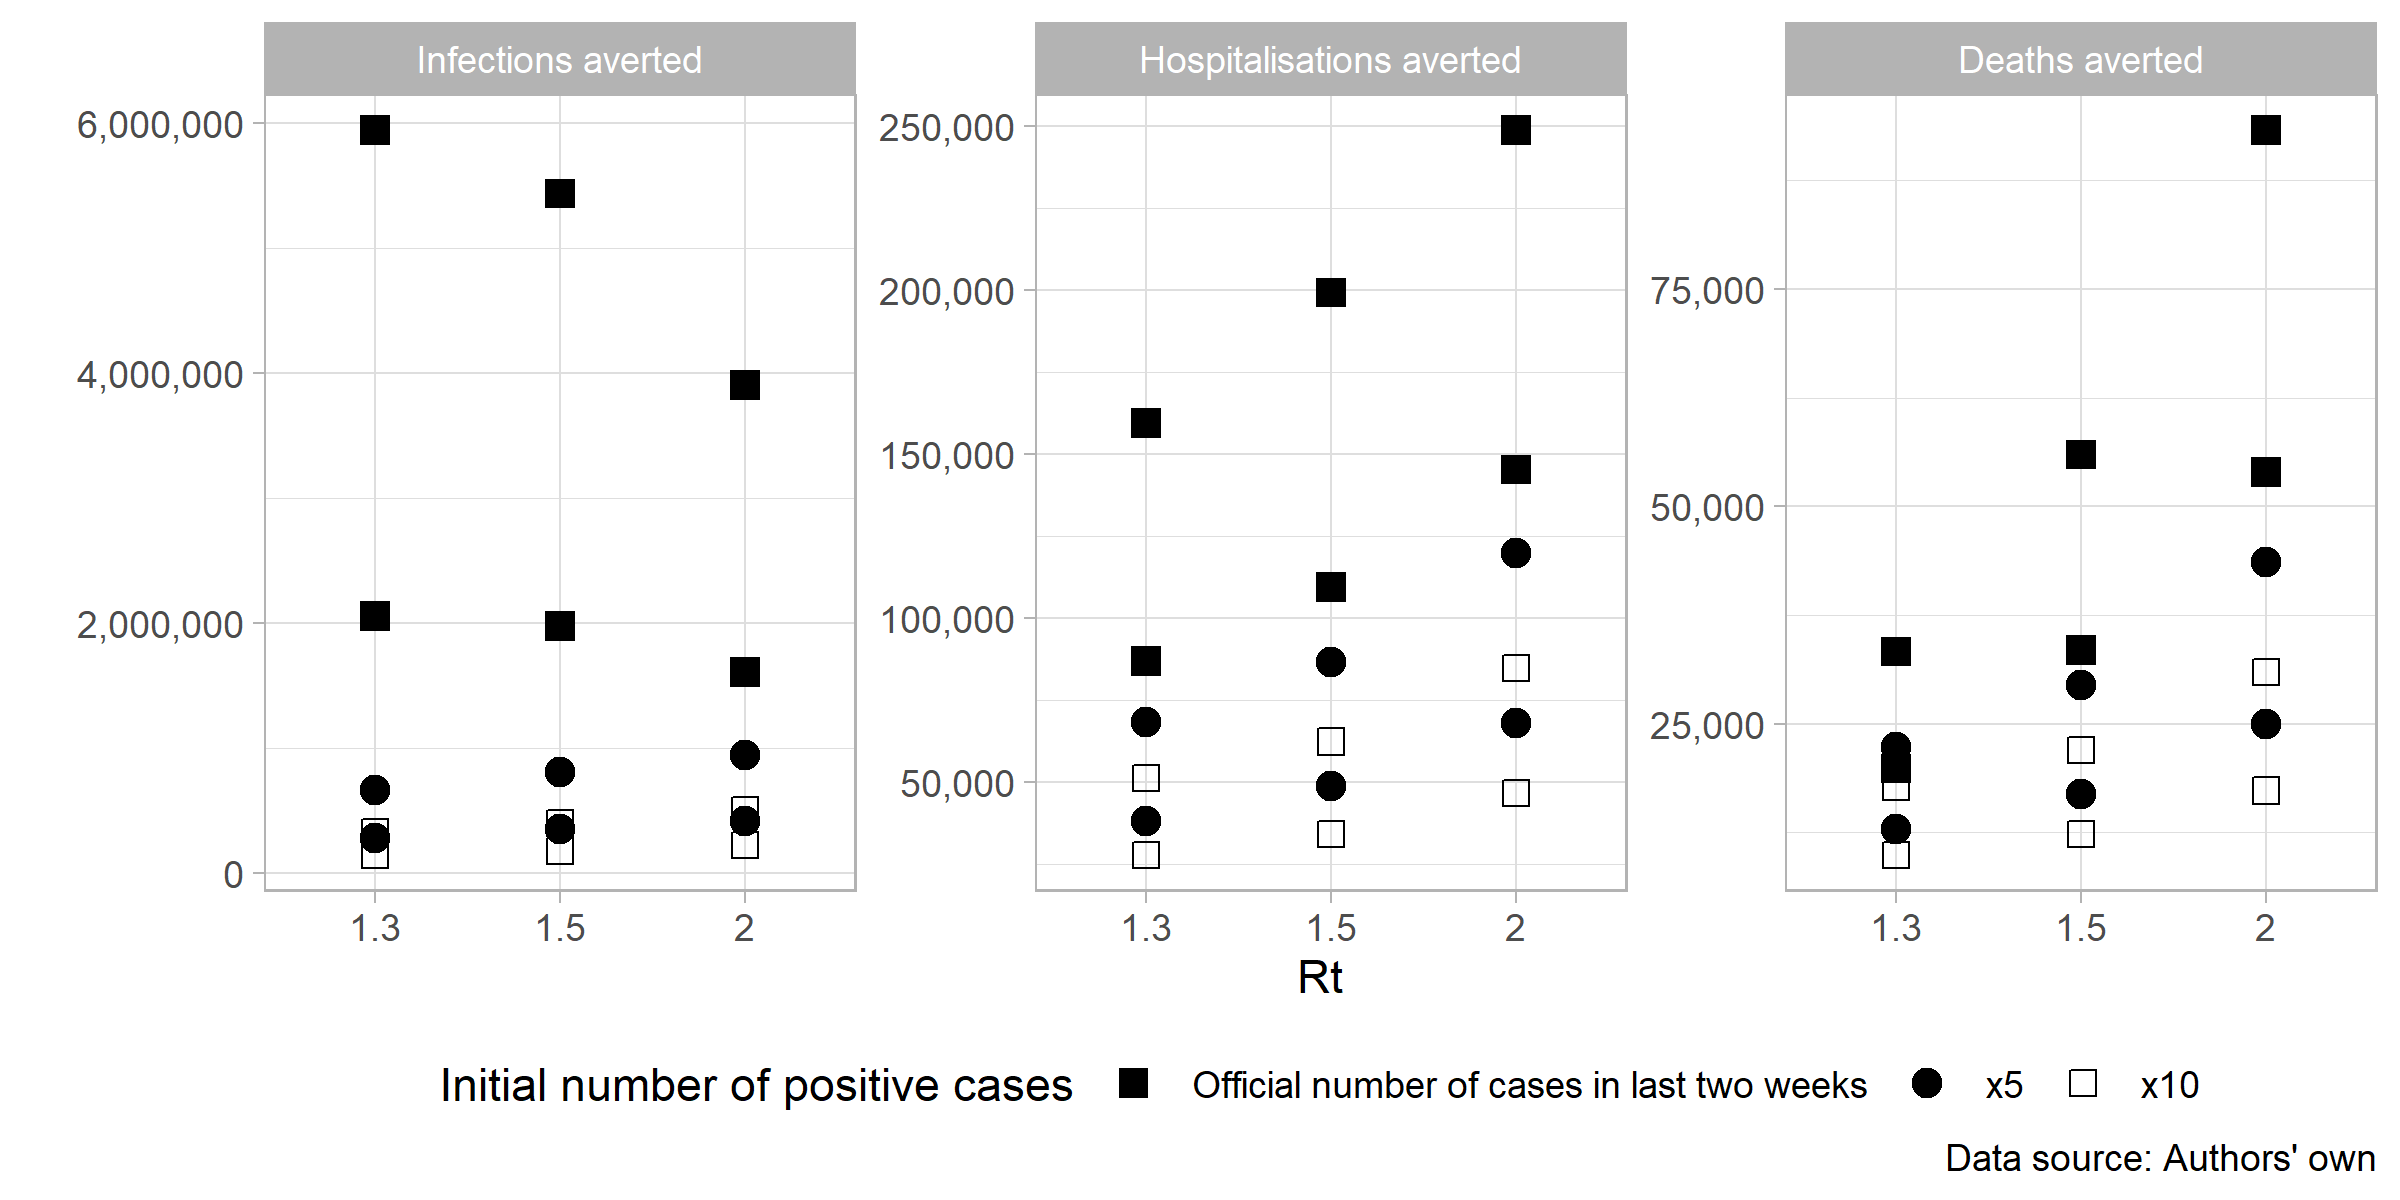 Infections averted
Hospitalisations averted
Deaths averted
6,000,000
4,000,000
2,000,000
0
250,000
200,000
150,000
100,000
50,000
75,000
50,000
25,000
1.3 1.5 2
1.3 1.5 2
1.3 1.5 2
Rt
Initial number of positive cases Official number of cases in last two weeks x5 x10
Data source: Authors' own